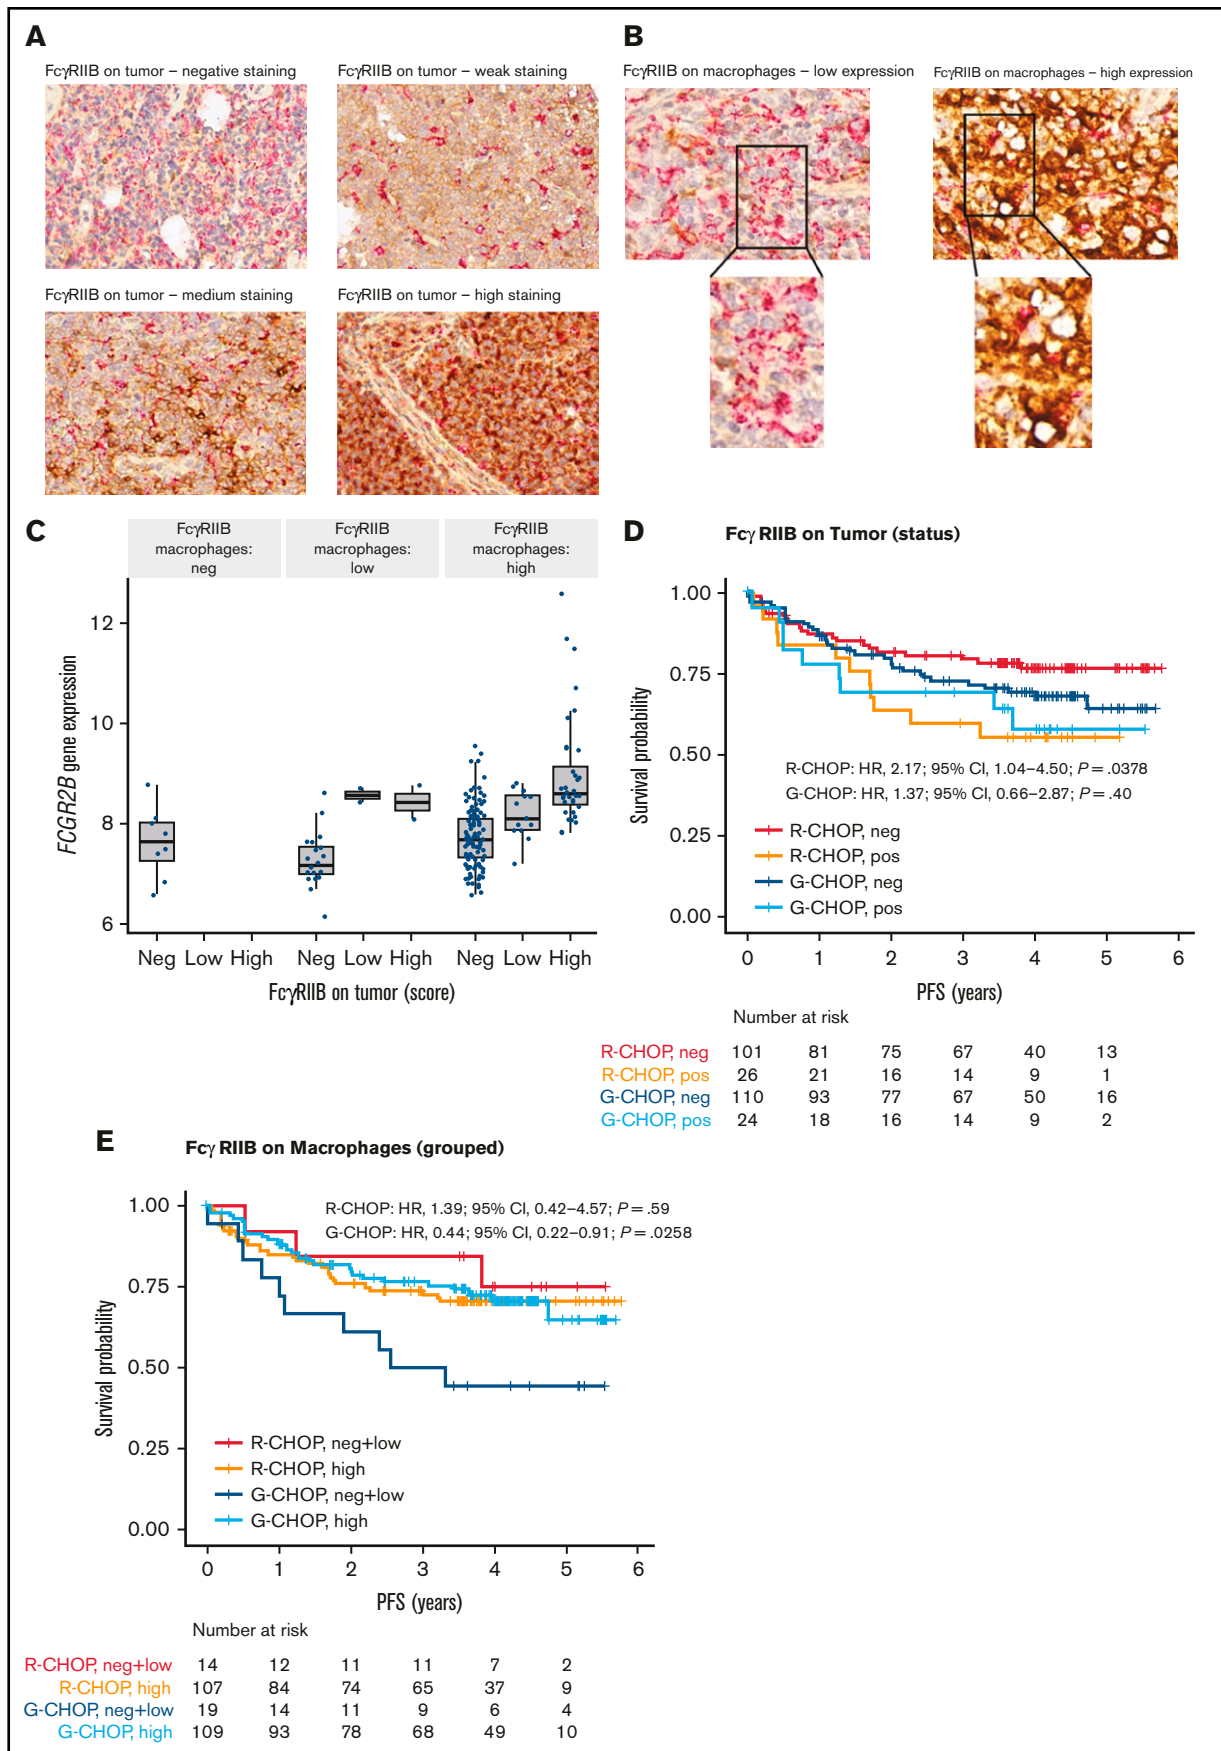 A
FcγRIIB on tumor – negative staining
FcγRIIB on tumor – weak staining
FcγRIIB on tumor – medium staining
FcγRIIB on tumor – high staining
B
FcγRIIB on macrophages – low expression
FcγRIIB on macrophages – high expression
C
FcγRIIB
macrophages:
neg
FcγRIIB
macrophages:
low
FcγRIIB
macrophages:
high
FCGR2B gene expression
12
10
8
6
Neg Low High
Neg Low High
Neg Low High
FcγRIIB on tumor (score)
D
Fcγ RIIB on Tumor (status)
Survival probability
1.00
0.75
0.50
0.25
0.00
R-CHOP: HR, 2.17; 95% CI, 1.04–4.50; P = .0378
G-CHOP: HR, 1.37; 95% CI, 0.66–2.87; P = .40
R-CHOP, neg
R-CHOP, pos
G-CHOP, neg
G-CHOP, pos
0 1 2 3 4 5 6
PFS (years)
Number at risk
R-CHOP, neg 101 81 75 67 40 13
R-CHOP, pos 26 21 16 14 9 1
G-CHOP, neg 110 93 77 67 50 16
G-CHOP, pos 24 18 16 14 9 2
E
Fcγ RIIB on Macrophages (grouped)
Survival probability
1.00
0.75
0.50
0.25
0.00
R-CHOP: HR, 1.39; 95% CI, 0.42–4.57; P = .59
G-CHOP: HR, 0.44; 95% CI, 0.22–0.91; P = .0258
R-CHOP, neg+low
R-CHOP, high
G-CHOP, neg+low
G-CHOP, high
0 1 2 3 4 5 6
PFS (years)
Number at risk
R-CHOP, neg+low 14 12 11 11 7 2
R-CHOP, high 107 84 74 65 37 9
G-CHOP, neg+low 19 14 11 9 6 4
G-CHOP, high 109 93 78 68 49 10